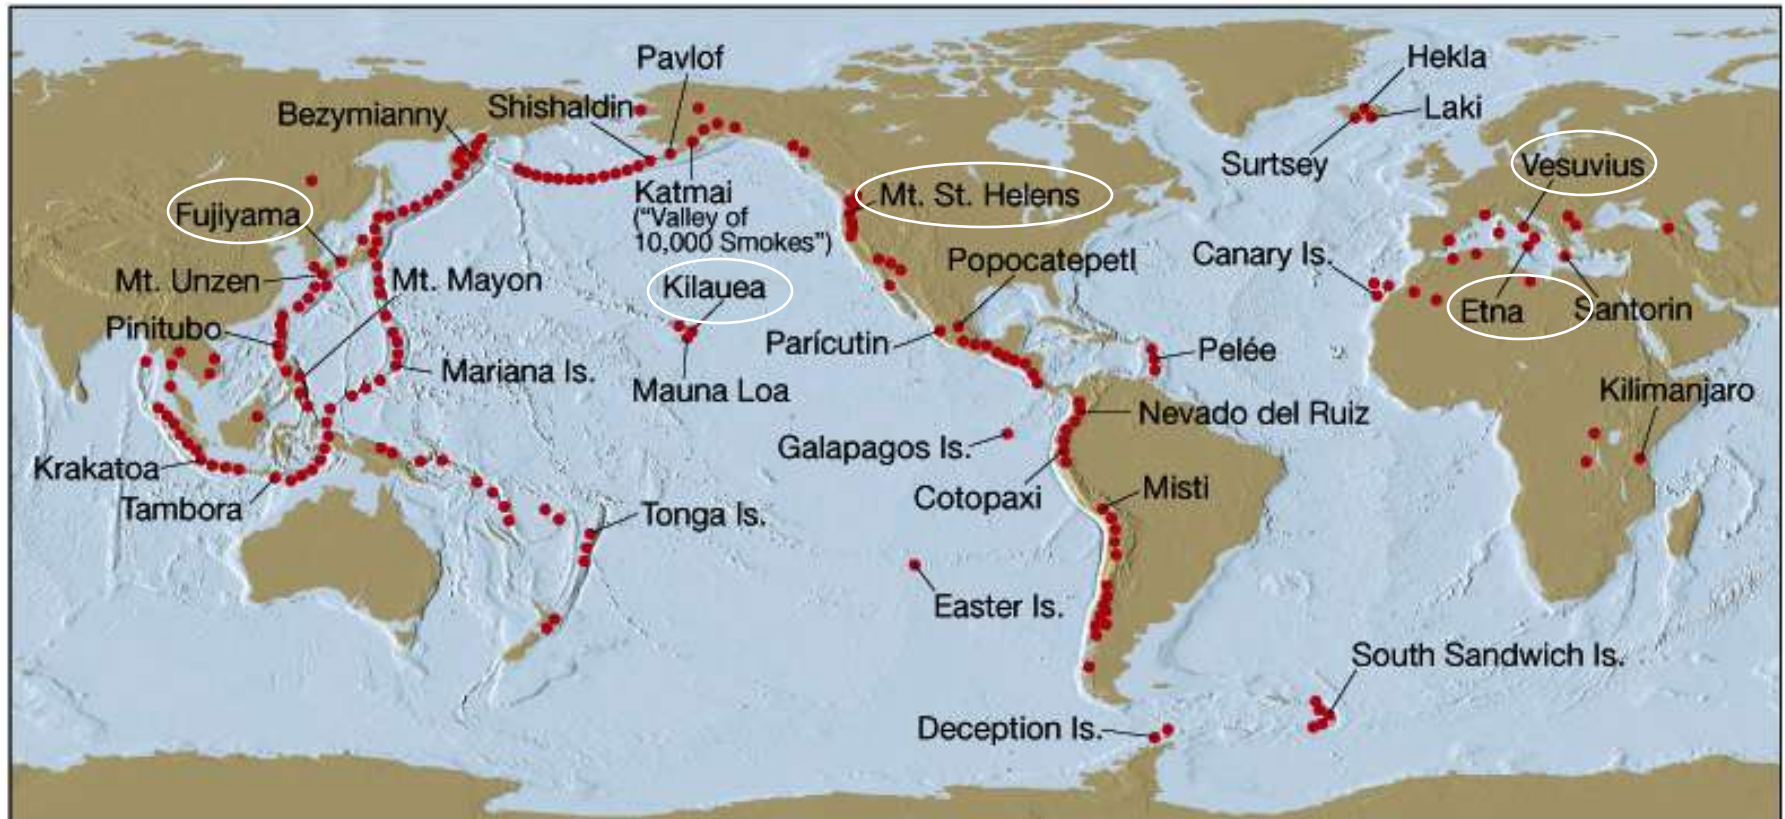 Pavlof
Hekla
Bezymianny
Shishaldin
Laki
Surtsey
Vesuvius
Katmai
("Valley of
10,000 Smokes")
Mt. St. Helens
Fujiyama
Mt. Unzen
Mt. Mayon
Kilauea
Popocatepetl
Canary Is.
Etna
Santorin
Pinitubo
Parícutin
Pelée
Mariana Is.
Mauna Loa
Kilimanjaro
Nevado del Ruiz
Galapagos Is.
Krakatoa
Cotopaxi
Misti
Tambora
Tonga Is.
Easter Is.
South Sandwich Is.
Deception Is.